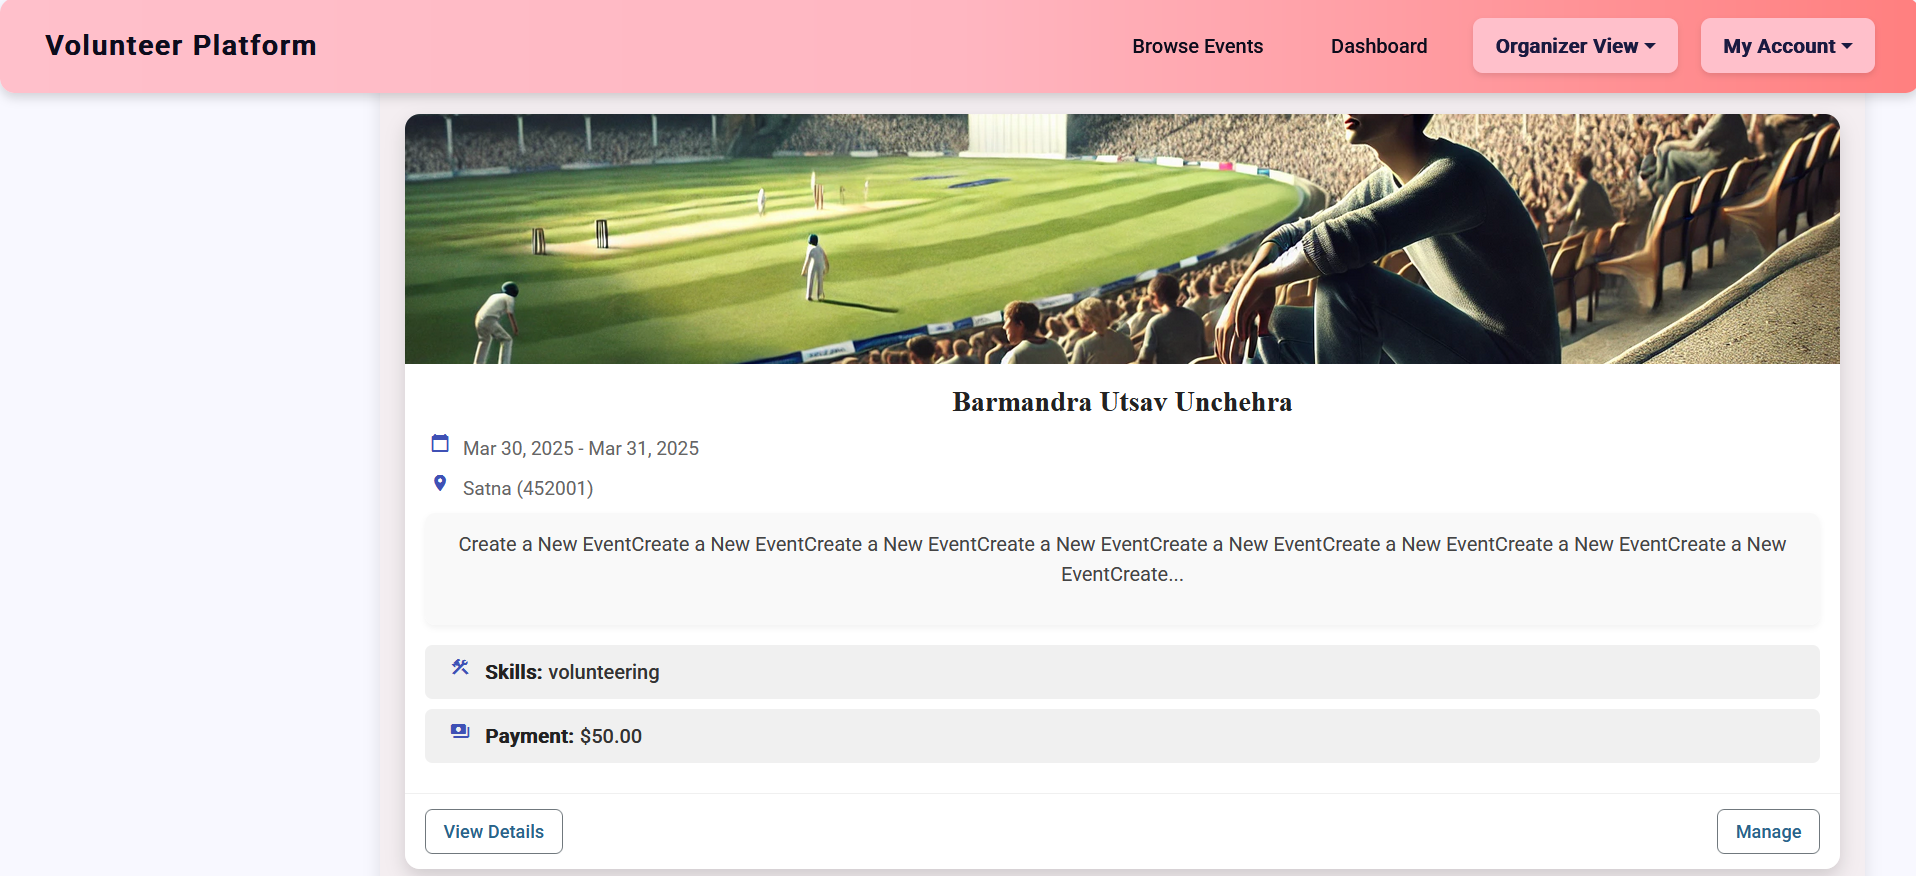 Volunteer Platform
Browse Events
Dashboard
Organizer View
My Account
Barmandra Utsav Unchehra
Mar 30, 2025 - Mar 31, 2025
Satna (452001)
Create a New EventCreate a New EventCreate a New EventCreate a New EventCreate a New EventCreate a New EventCreate a New EventCreate a New
EventCreate...
Skills: volunteering
Payment: $50.00
View Details
Manage